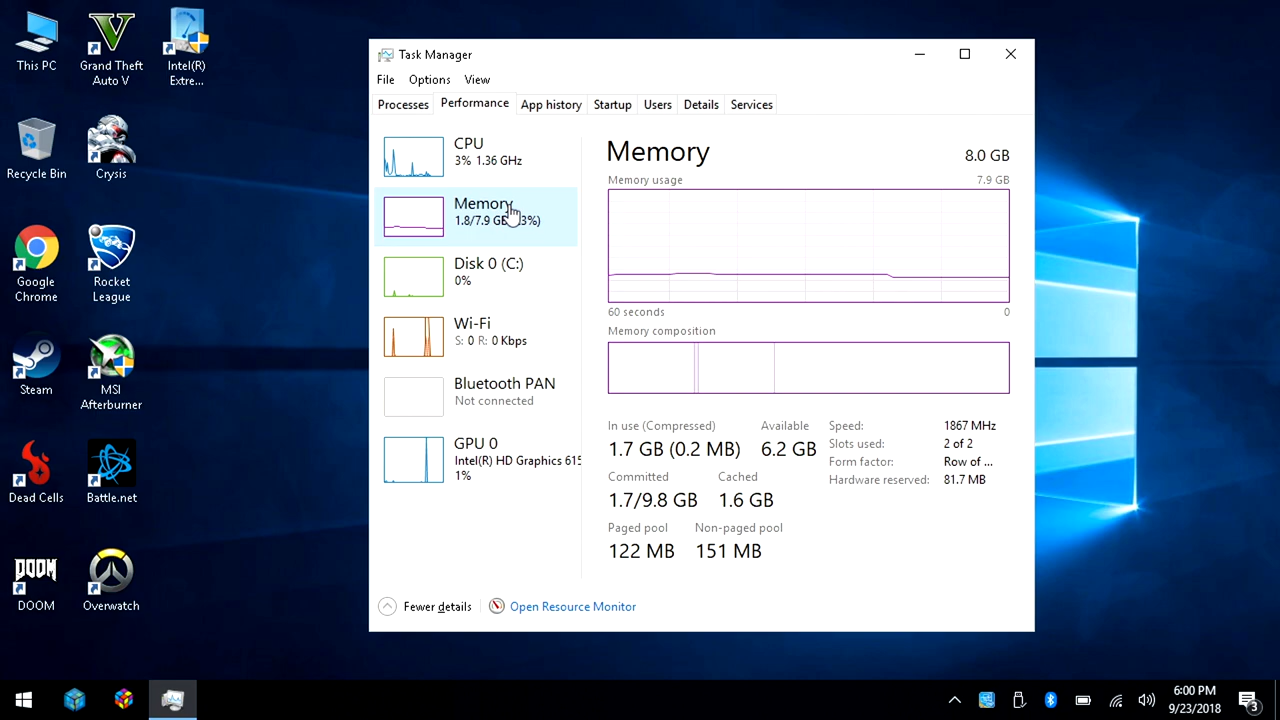 This PC
Grand Theft
Auto V
Intel(R)
Extre...
Recycle Bin
Crysis
Google
Chrome
Rocket
League
Steam
MSI
Afterburner
Dead Cells
Battle.net
DOOM
DOOM
Overwatch
Task Manager
File Options View
Processes Performance App history Startup Users Details Services
CPU
3% 1.36 GHz
Memory
1.8/7.9 GB 3%)
Disk 0 (C:)
0%
Wi-Fi
S: 0 R: 0 Kbps
Bluetooth PAN
Not connected
GPU 0
Intel(R) HD Graphics 615
1%
Memory 8.0 GB
Memory usage 7.9 GB
60 seconds 0
Memory composition
In use (Compressed) Available
1.7 GB (0.2 MB) 6.2 GB
Committed Cached
1.7/9.8 GB 1.6 GB
Paged pool Non-paged pool
122 MB 151 MB
Speed: 1867 MHz
Slots used: 2 of 2
Form factor: Row of ...
Hardware reserved: 81.7 MB
Fewer details Open Resource Monitor
6:00 PM
9/23/2018
3